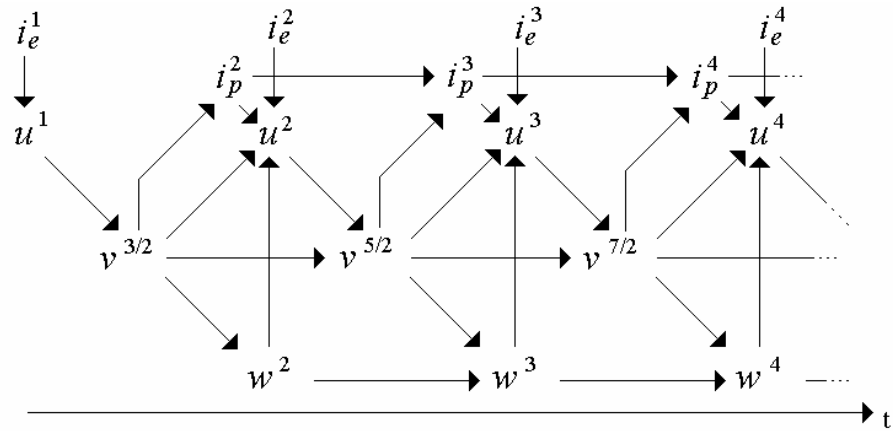 i_e^1 i_e^2 i_e^3 i_e^4
i_p^2 i_p^3 i_p^4 ...
u^1 u^2 u^3 u^4
v^{3/2} v^{5/2} v^{7/2} ...
w^2 w^3 w^4 ...
t